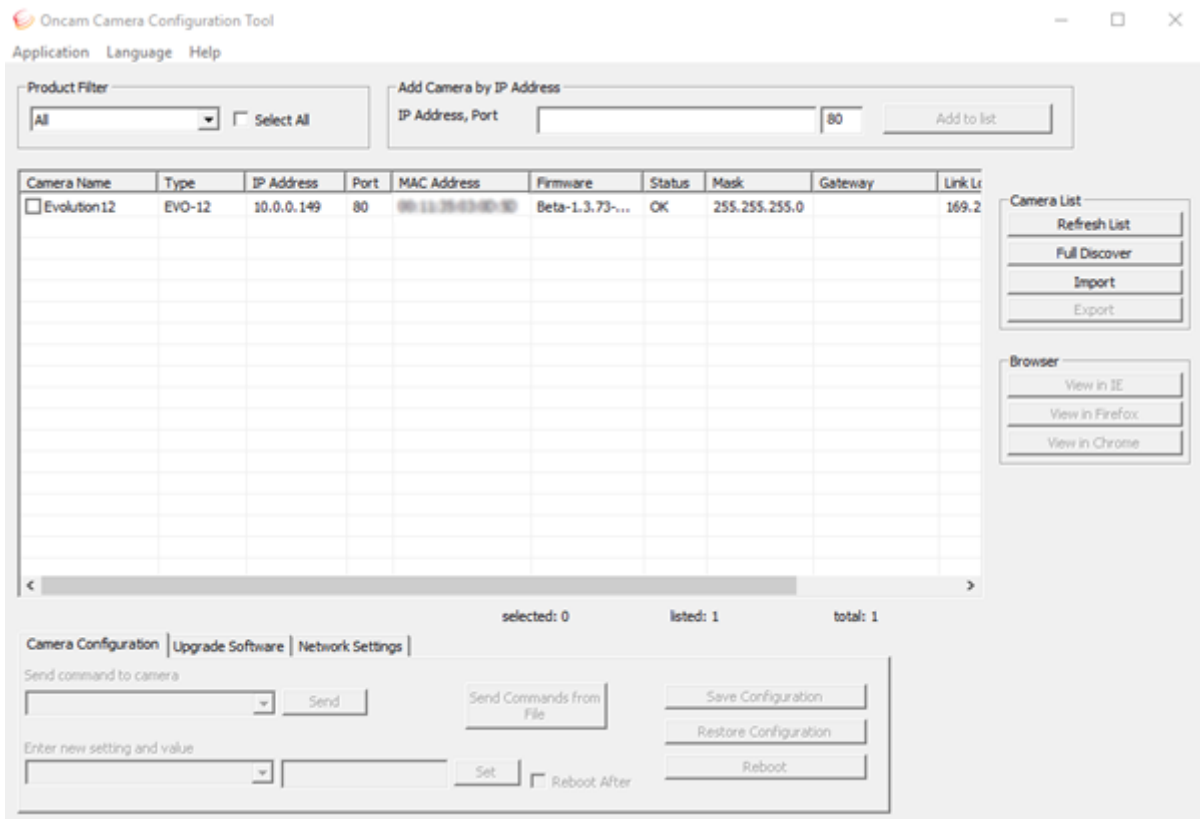 Oncam Camera Configuration Tool
Application Language Help
Product Filter
All
Select All
Add Camera by IP Address
IP Address, Port
80
Add to list
Camera Name Type IP Address Port MAC Address Firmware Status Mask Gateway Link Lo
Evolution12 EVO-12 10.0.0.149 80 Beta-1.3.73-... OK 255.255.255.0 169.2
Camera List
Refresh List
Full Discover
Import
Export
Browser
View in IE
View in Firefox
View in Chrome
selected: 0 listed: 1 total: 1
Camera Configuration Upgrade Software Network Settings
Send command to camera
Send
Send Commands from
File
Save Configuration
Restore Configuration
Enter new setting and value
Set
Reboot After
Reboot